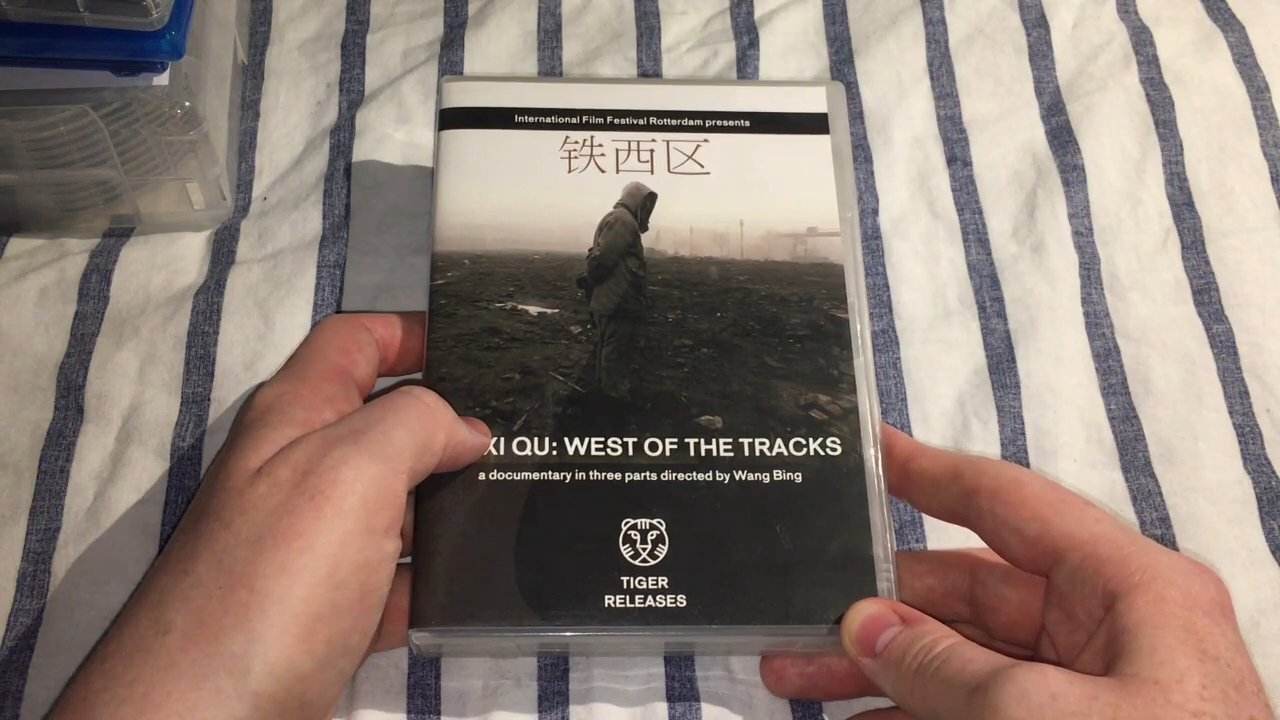 International Film Festival Rotterdam presents
铁西区
XI QU: WEST OF THE TRACKS
a documentary in three parts directed by Wang Bing
TIGER
RELEASES